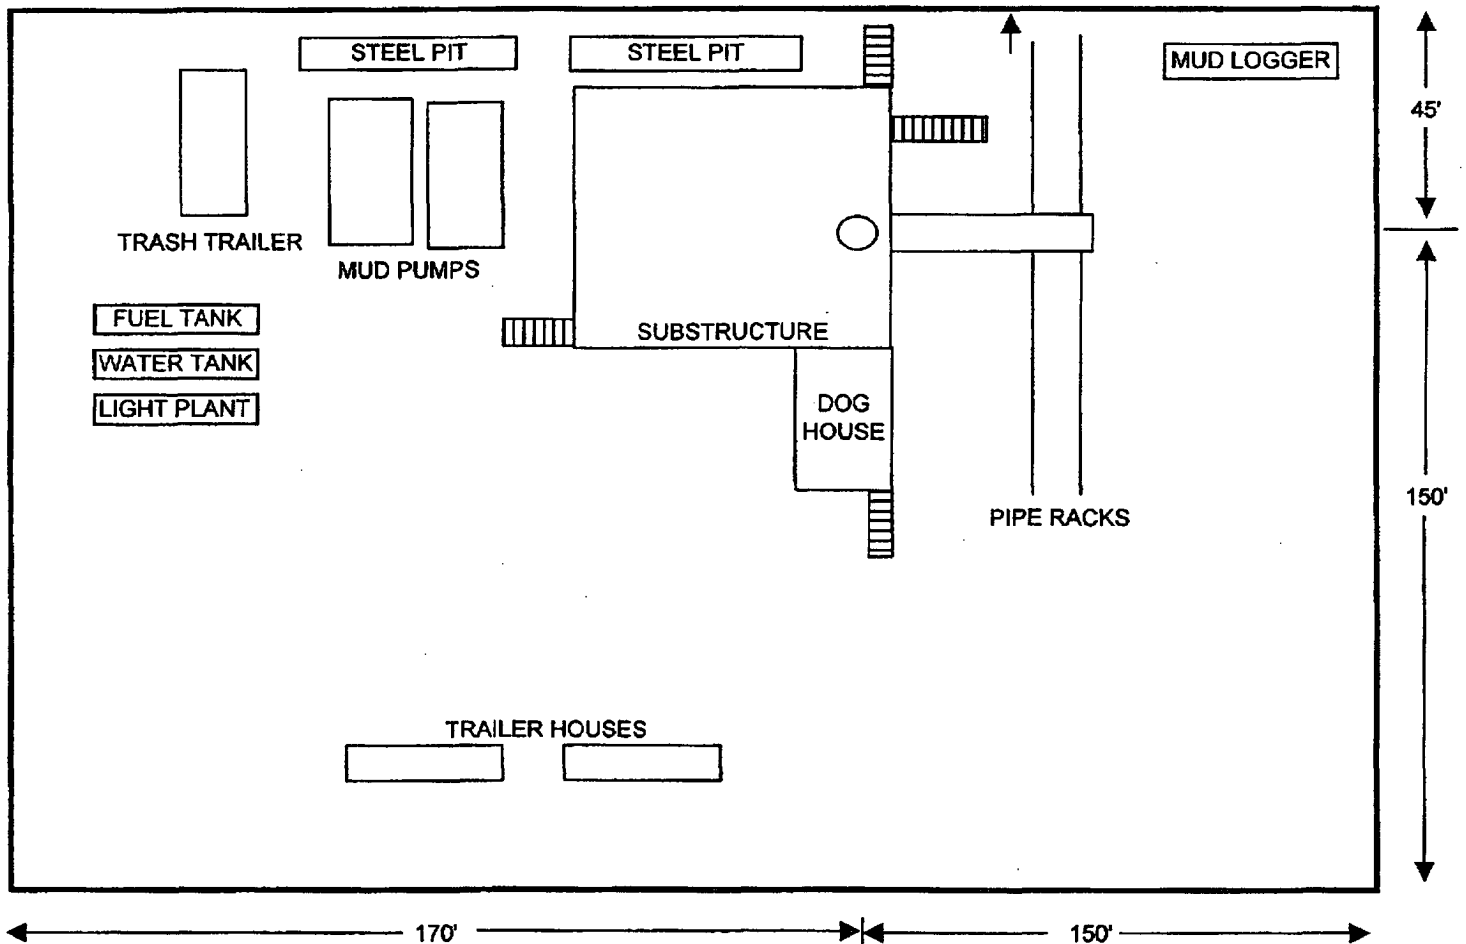 STEEL PIT
STEEL PIT
MUD LOGGER
45'
TRASH TRAILER
MUD PUMPS
FUEL TANK
SUBSTRUCTURE
WATER TANK
LIGHT PLANT
DOG
HOUSE
150'
PIPE RACKS
TRAILER HOUSES
170'
150'